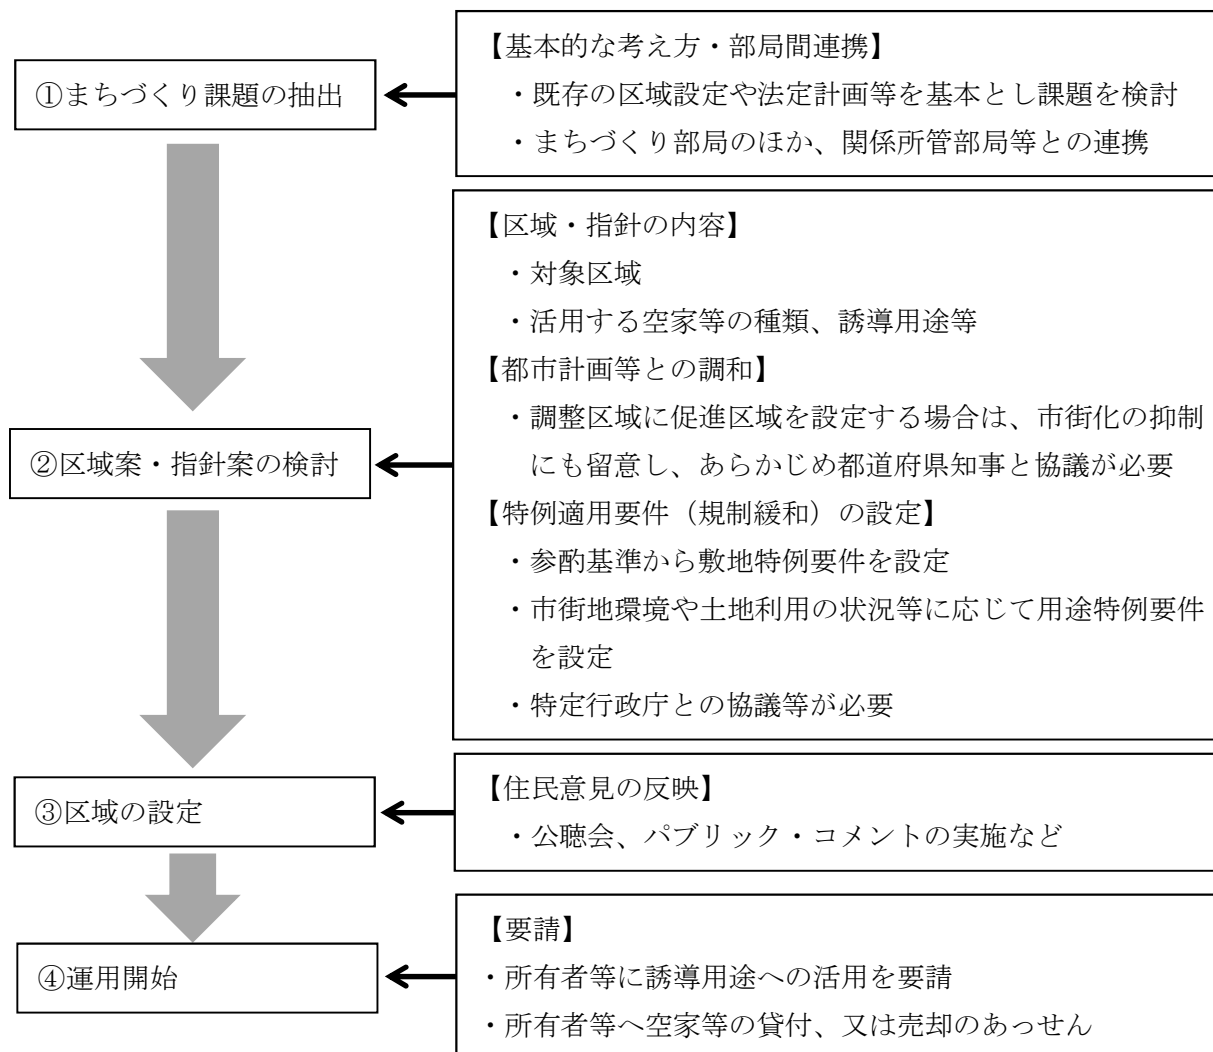 ①まちづくり課題の抽出
【基本的な考え方・部局間連携】
・既存の区域設定や法定計画等を基本とし課題を検討
・まちづくり部局のほか、関係所管部局等との連携
②区域案・指針案の検討
【区域・指針の内容】
・対象区域
・活用する空家等の種類、誘導用途等
【都市計画等との調和】
・調整区域に促進区域を設定する場合は、市街化の抑制
にも留意し、あらかじめ都道府県知事と協議が必要
【特例適用要件（規制緩和）の設定】
・参酌基準から敷地特例要件を設定
・市街地環境や土地利用の状況等に応じて用途特例要件
を設定
・特定行政庁との協議等が必要
③区域の設定
【住民意見の反映】
・公聴会、パブリック・コメントの実施など
④運用開始
【要請】
・所有者等に誘導用途への活用を要請
・所有者等へ空家等の貸付、又は売却のあっせん